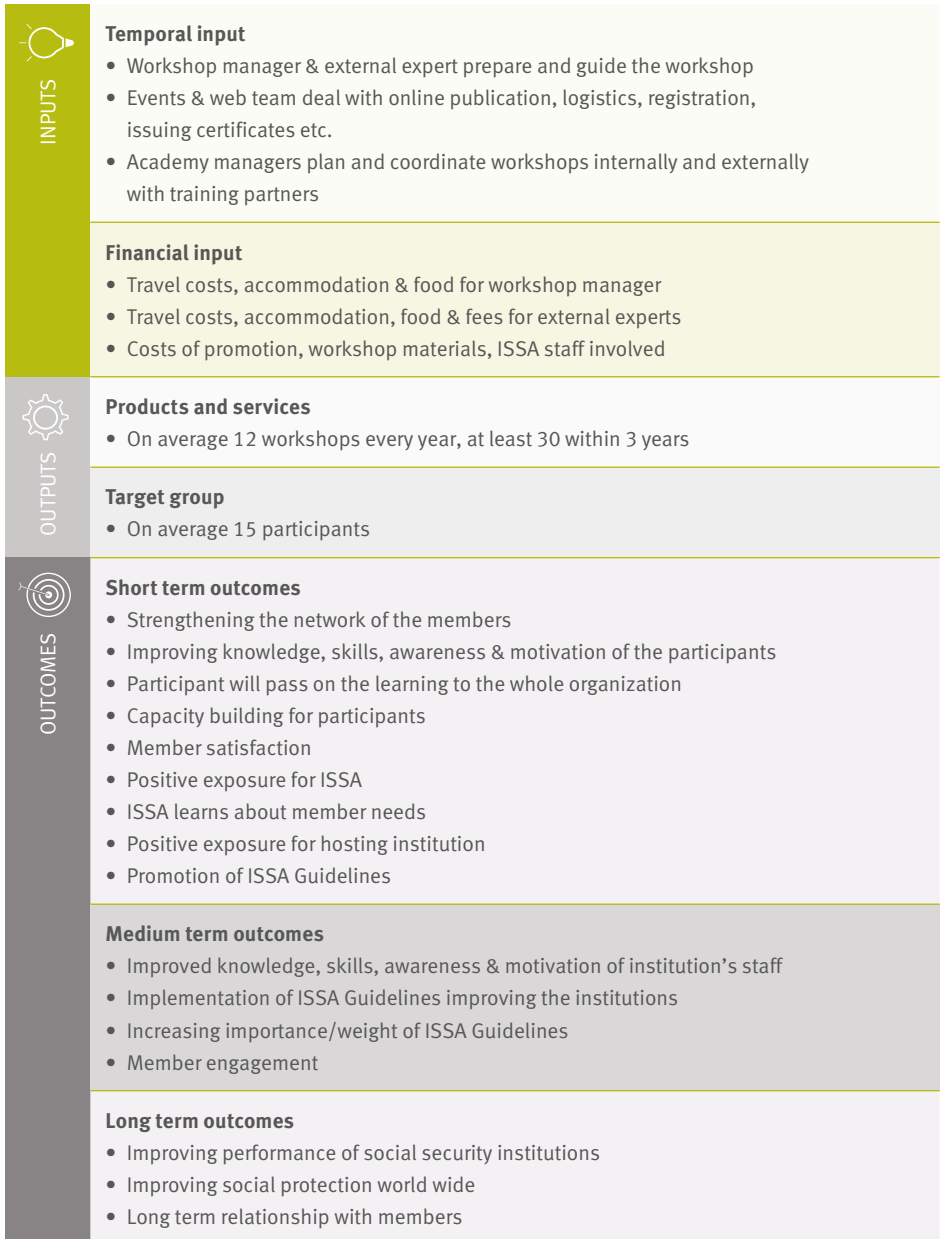 INPUTS
Temporal input
• Workshop manager & external expert prepare and guide the workshop
• Events & web team deal with online publication, logistics, registration,
issuing certificates etc.
• Academy managers plan and coordinate workshops internally and externally
with training partners
Financial input
• Travel costs, accommodation & food for workshop manager
• Travel costs, accommodation, food & fees for external experts
• Costs of promotion, workshop materials, ISSA staff involved
OUTPUTS
Products and services
• On average 12 workshops every year, at least 30 within 3 years
Target group
• On average 15 participants
OUTCOMES
Short term outcomes
• Strengthening the network of the members
• Improving knowledge, skills, awareness & motivation of the participants
• Participant will pass on the learning to the whole organization
• Capacity building for participants
• Member satisfaction
• Positive exposure for ISSA
• ISSA learns about member needs
• Positive exposure for hosting institution
• Promotion of ISSA Guidelines
Medium term outcomes
• Improved knowledge, skills, awareness & motivation of institution’s staff
• Implementation of ISSA Guidelines improving the institutions
• Increasing importance/weight of ISSA Guidelines
• Member engagement
Long term outcomes
• Improving performance of social security institutions
• Improving social protection world wide
• Long term relationship with members